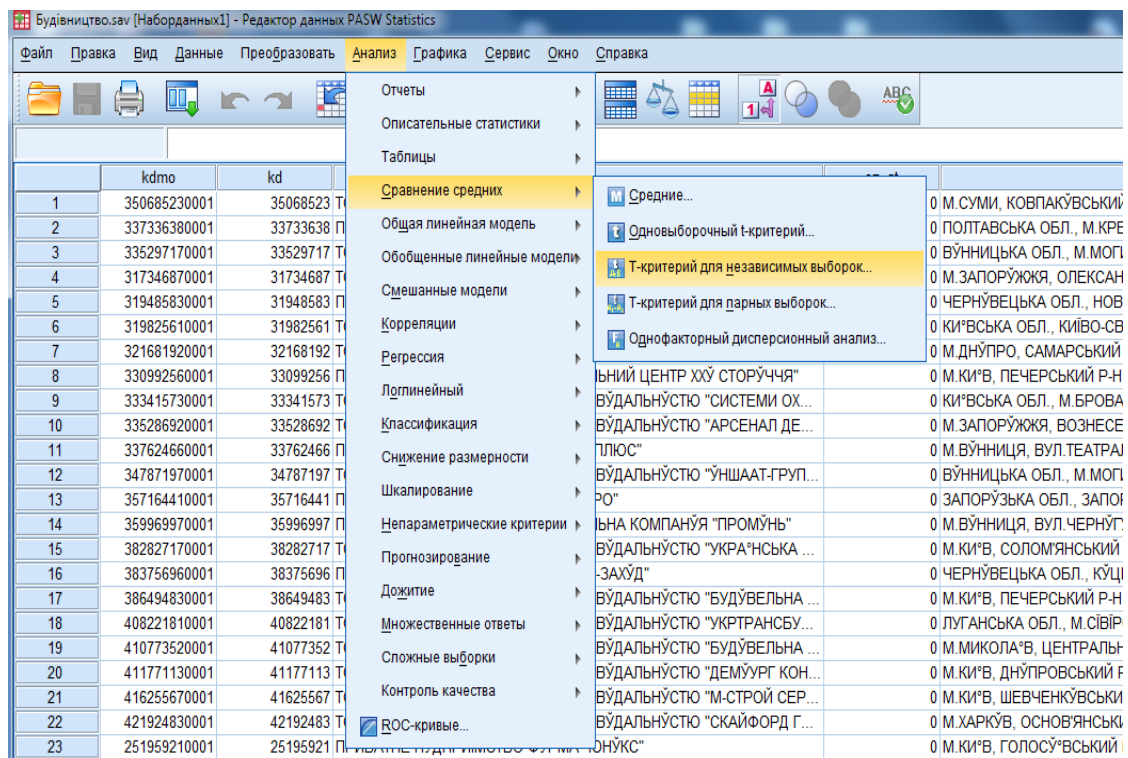 Будівництво.sav [Наборданных1] - Редактор данных PASW Statistics
Файл Правка Вид Данные Преобразовать Анализ Графика Сервис Окно Справка
Отчеты
Описательные статистики
Таблицы
Сравнение средних
Общая линейная модель
Обобщенные линейные модели
Смешанные модели
Корреляции
Регрессия
Логлинейный
Классификация
Снижение размерности
Шкалирование
Непараметрические критерии
Прогнозирование
Дожитие
Множественные ответы
Сложные выборки
Контроль качества
ROC-кривые...
Средние...
Одновыборочный t-критерий...
Т-критерий для независимых выборок...
Т-критерий для парных выборок...
Однофакторный дисперсионный анализ...
kdmo kd
1 350685230001 35068523 0 М.СУМИ, КОВПАКЎВСЬКИЙ
2 337336380001 33733638 0 ПОЛТАВСЬКА ОБЛ., М.КРЕ
3 335297170001 33529717 0 ВЎННИЦЬКА ОБЛ., М.МОГИ
4 317346870001 31734687 0 М.ЗАПОРЎЖЖЯ, ОЛЕКСАН
5 319485830001 31948583 0 ЧЕРНЎВЕЦЬКА ОБЛ., НОВ
6 319825610001 31982561 0 КИ°ВСЬКА ОБЛ., КИЇВО-СВ
7 321681920001 32168192 0 М.ДНЎПРО, САМАРСЬКИЙ
8 330992560001 33099256 ЬНИЙ ЦЕНТР ХХЎ СТОРЎЧЧЯ" 0 М.КИ°В, ПЕЧЕРСЬКИЙ Р-Н
9 333415730001 33341573 ВЎДАЛЬНЎСТЮ "СИСТЕМИ ОХ... 0 КИ°ВСЬКА ОБЛ., М.БРОВА
10 335286920001 33528692 ВЎДАЛЬНЎСТЮ "АРСЕНАЛ ДЕ... 0 М.ЗАПОРЎЖЖЯ, ВОЗНЕСЕ
11 337624660001 33762466 ПЛЮС" 0 М.ВЎННИЦЯ, ВУЛ.ТЕАТРАЛ
12 347871970001 34787197 ВЎДАЛЬНЎСТЮ "ЎНШААТ-ГРУП... 0 ВЎННИЦЬКА ОБЛ., М.МОГИ
13 357164410001 35716441 РО" 0 ЗАПОРЎЗЬКА ОБЛ., ЗАПОР
14 359969970001 35996997 ЬНА КОМПАНЎЯ "ПРОМЎНЬ" 0 М.ВЎННИЦЯ, ВУЛ.ЧЕРНЎГ
15 382827170001 38282717 ВЎДАЛЬНЎСТЮ "УКРА°НСЬКА ... 0 М.КИ°В, СОЛОМ'ЯНСЬКИЙ
16 383756960001 38375696 -ЗАХЎД" 0 ЧЕРНЎВЕЦЬКА ОБЛ., КЎЦ
17 386494830001 38649483 ВЎДАЛЬНЎСТЮ "БУДЎВЕЛЬНА ... 0 М.КИ°В, ПЕЧЕРСЬКИЙ Р-Н
18 408221810001 40822181 ВЎДАЛЬНЎСТЮ "УКРТРАНСБУ... 0 ЛУГАНСЬКА ОБЛ., М.СЇВЇР
19 410773520001 41077352 ВЎДАЛЬНЎСТЮ "БУДЎВЕЛЬНА ... 0 М.МИКОЛА°В, ЦЕНТРАЛЬН
20 411771130001 41177113 ВЎДАЛЬНЎСТЮ "ДЕМЎУРГ КОН... 0 М.КИ°В, ДНЎПРОВСЬКИЙ Р
21 416255670001 41625567 ВЎДАЛЬНЎСТЮ "М-СТРОЙ СЕР... 0 М.КИ°В, ШЕВЧЕНКЎВСЬКИ
22 421924830001 42192483 ВЎДАЛЬНЎСТЮ "СКАЙФОРД Г... 0 М.ХАРКЎВ, ОСНОВ'ЯНСЬК
23 251959210001 25195921 0 М.КИ°В, ГОЛОСЎ°ВСЬКИЙ